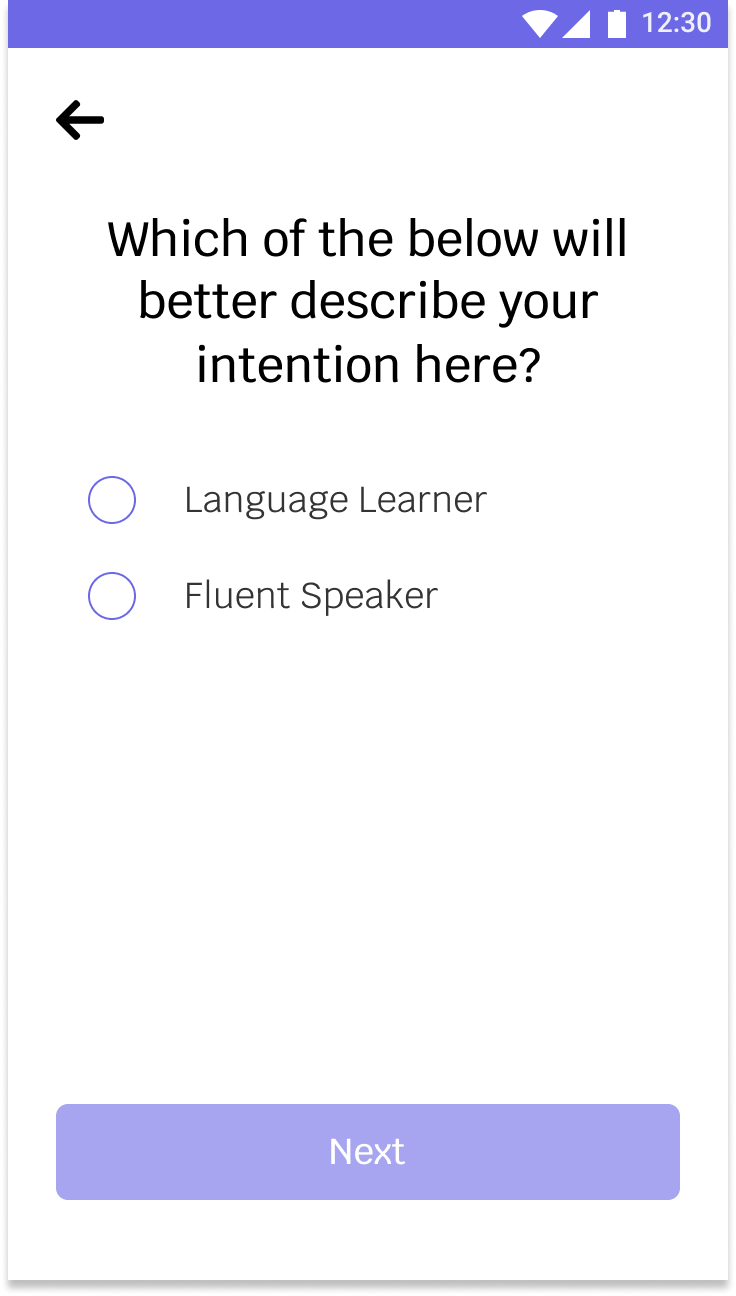 12:30
Which of the below will
better describe your
intention here?
Language Learner
Fluent Speaker
Next